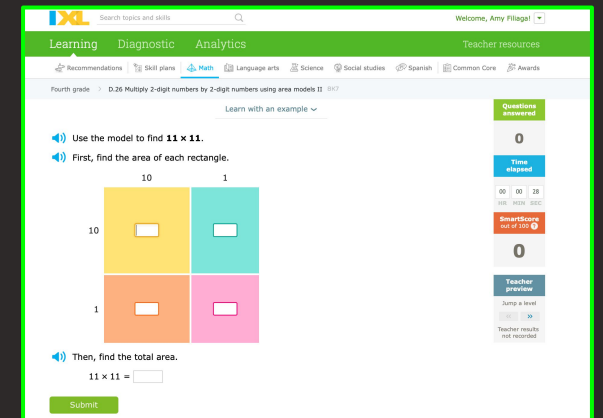 IXL
Search topics and skills
Welcome, Amy Filiaga!
Learning Diagnostic Analytics Teacher resources
Recommendations Skill plans Math Language arts Science Social studies Spanish Common Core Awards
Fourth grade > D.26 Multiply 2-digit numbers by 2-digit numbers using area models II BK7
Learn with an example
Use the model to find 11 × 11.
First, find the area of each rectangle.
10 1
10
1
Then, find the total area.
11 × 11 =
Submit
Questions
answered
0
Time
elapsed
00 00 28
HR MIN SEC
SmartScore
out of 100 ?
0
Teacher
preview
Jump a level
Teacher results
not recorded